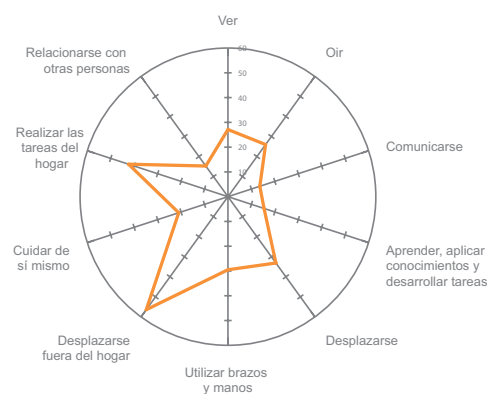 Ver
Oir
Comunicarse
Aprender, aplicar
conocimientos y
desarrollar tareas
Desplazarse
Utilizar brazos
y manos
Desplazarse
fuera del hogar
Cuidar de
sí mismo
Realizar las
tareas del
hogar
Relacionarse con
otras personas
60
50
40
30
20
10